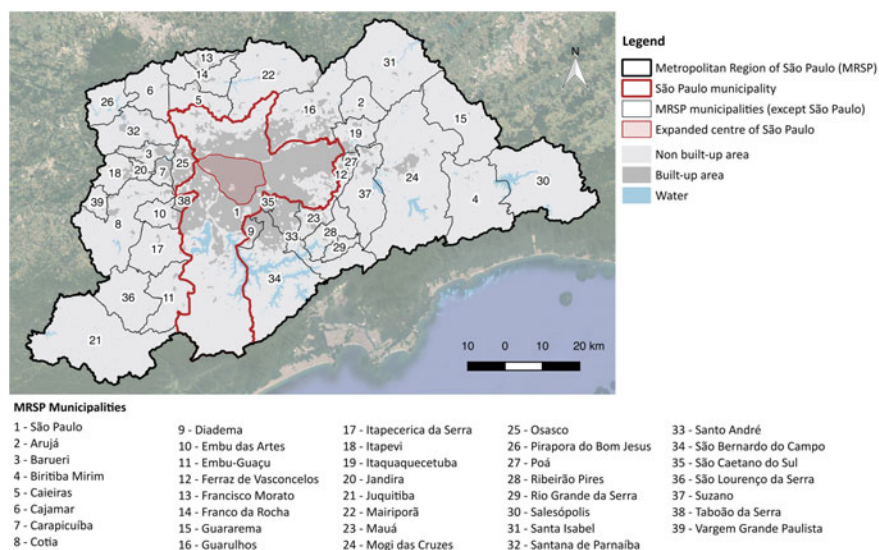 13
14
22
31
26
6
5
16
2
15
32
19
3
25
27
18
20
7
12
24
30
39
38
35
37
4
10
1
8
9
23
28
17
33
29
34
36
11
21
N
10 0 10 20 km
Legend
Metropolitan Region of São Paulo (MRSP)
São Paulo municipality
MRSP municipalities (except São Paulo)
Expanded centre of São Paulo
Non built-up area
Built-up area
Water
MRSP Municipalities
1 - São Paulo
2 - Arujá
3 - Barueri
4 - Biritiba Mirim
5 - Caieiras
6 - Cajamar
7 - Carapicuíba
8 - Cotia
9 - Diadema
10 - Embu das Artes
11 - Embu-Guaçu
12 - Ferraz de Vasconcelos
13 - Francisco Morato
14 - Franco da Rocha
15 - Guararema
16 - Guarulhos
17 - Itapecerica da Serra
18 - Itapevi
19 - Itaquaquecetuba
20 - Jandira
21 - Juquitiba
22 - Mairiporã
23 - Mauá
24 - Mogi das Cruzes
25 - Osasco
26 - Pirapora do Bom Jesus
27 - Poá
28 - Ribeirão Pires
29 - Rio Grande da Serra
30 - Salesópolis
31 - Santa Isabel
32 - Santana de Parnaíba
33 - Santo André
34 - São Bernardo do Campo
35 - São Caetano do Sul
36 - São Lourenço da Serra
37 - Suzano
38 - Taboão da Serra
39 - Vargem Grande Paulista